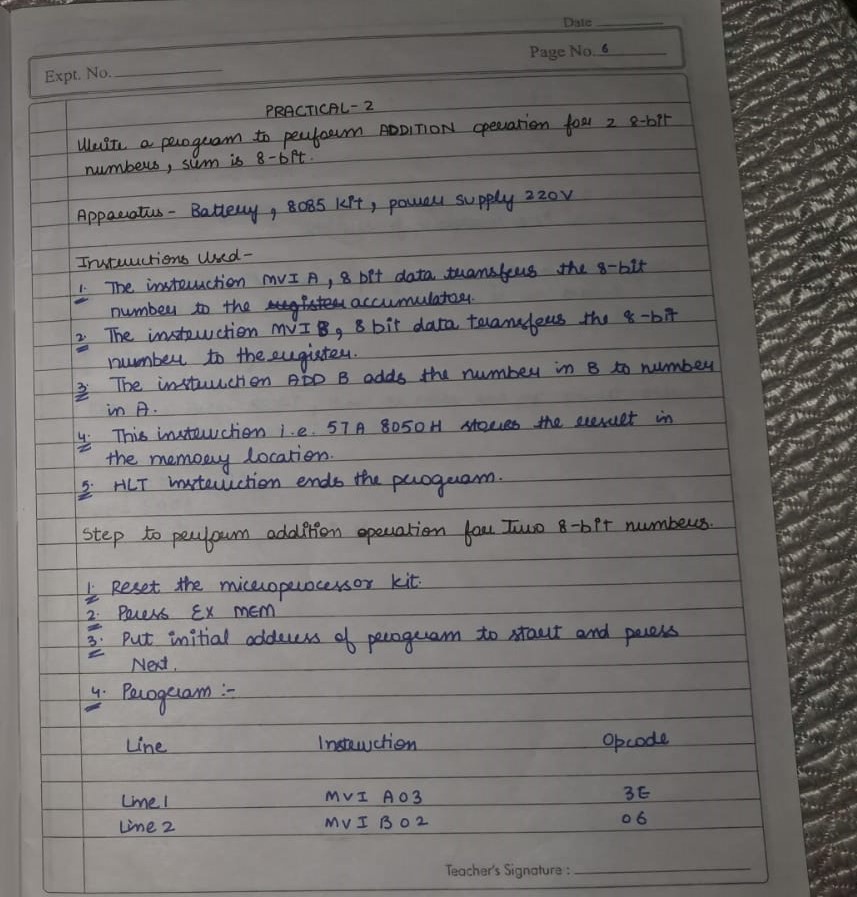 Date
Expt. No.
Page No. 6
PRACTICAL - 2
Write a program to perform ADDITION operation for 2 8-bit
numbers, sum is 8-bit.
Apparatus - Battery, 8085 kit, power supply 220V
Instructions Used -
1. The instruction MVI A, 8 bit data transfers the 8-bit
number to the register accumulator.
2. The instruction MVI B, 8 bit data transfers the 8-bit
number to the register.
3. The instruction ADD B adds the number in B to number
in A.
4. This instruction i.e. STA 8050H stores the result in
the memory location.
5. HLT instruction ends the program.
Step to perform addition operation for Two 8-bit numbers.
1. Reset the microprocessor kit.
2. Press EX MEM
3. Put initial address of program to start and press
Next.
4. Program :-
Line Instruction Opcode
Line 1 MVI A 03 3E
Line 2 MVI B 02 06
Teacher's Signature :